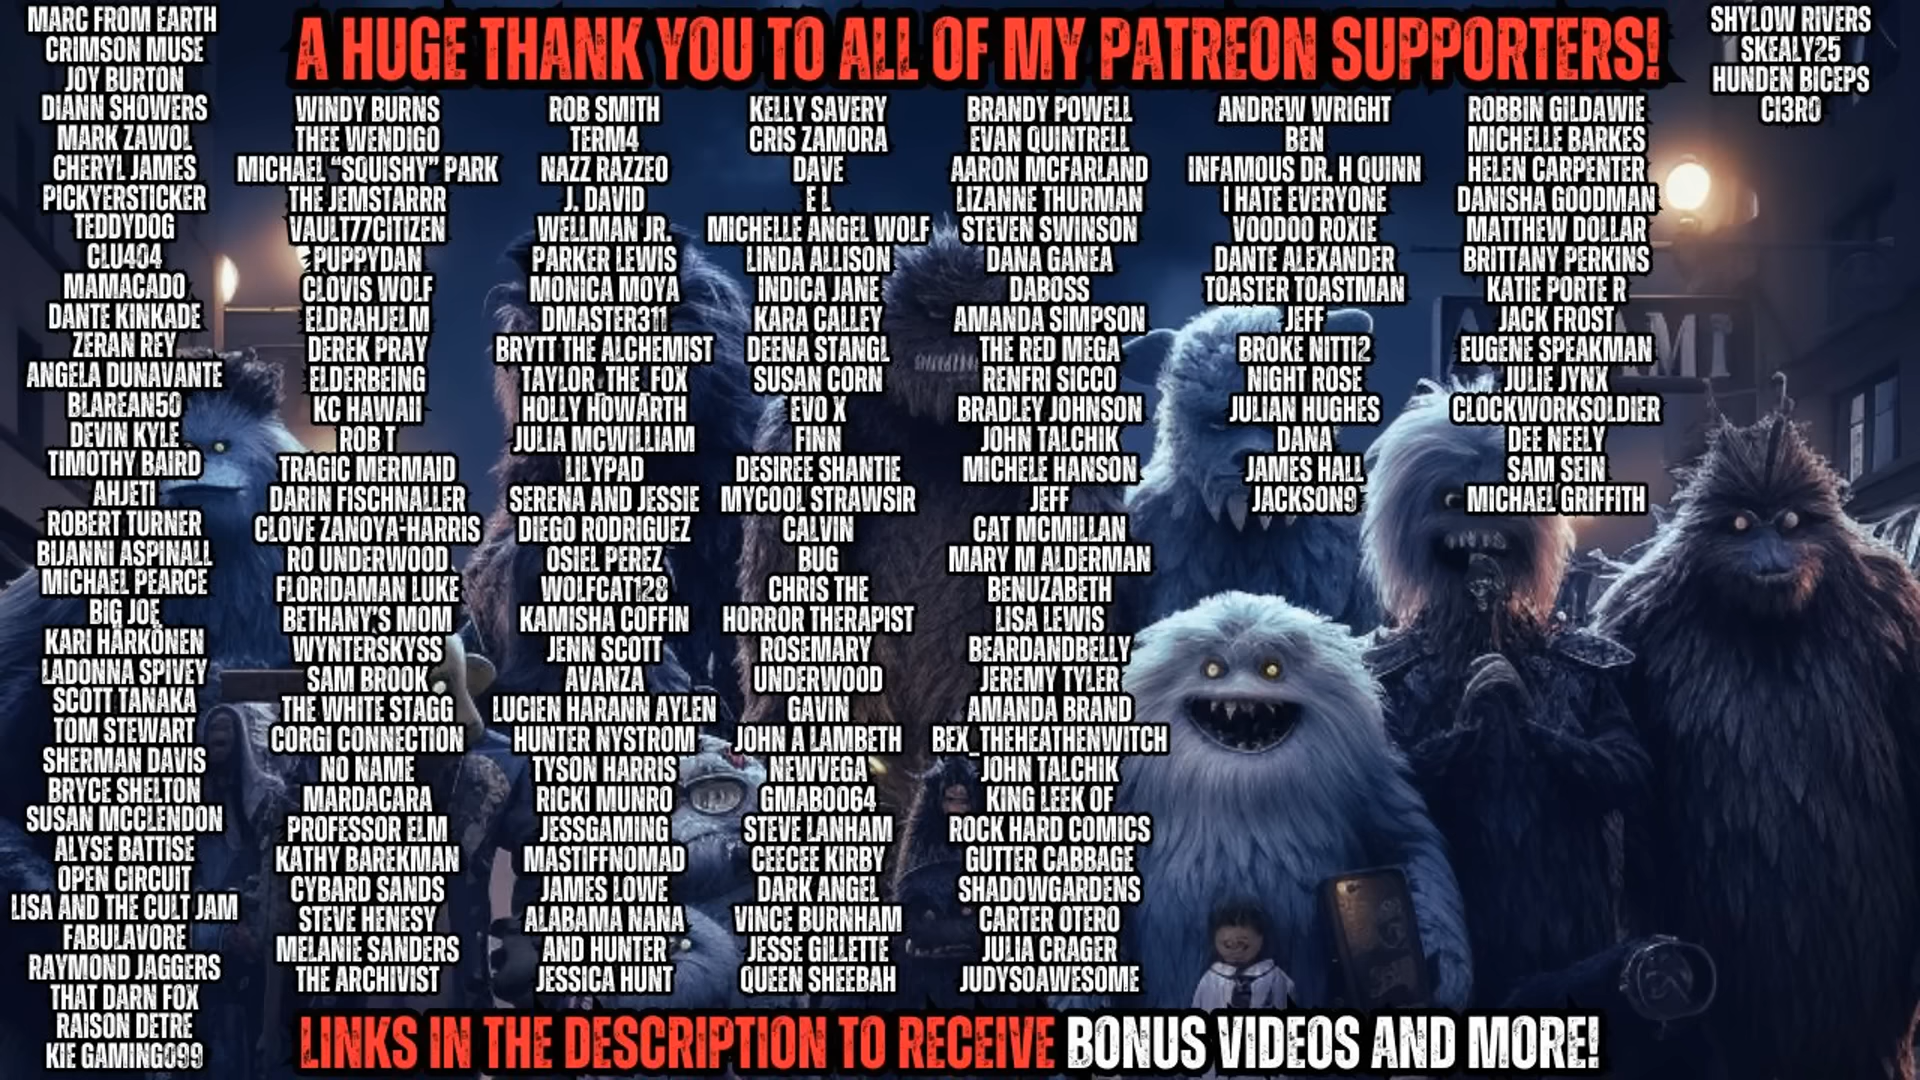 A HUGE THANK YOU TO ALL OF MY PATREON SUPPORTERS!
MARC FROM EARTH
CRIMSON MUSE
JOY BURTON
DIANN SHOWERS
MARK ZAWOL
CHERYL JAMES
PICKYERSTICKER
TEDDYDOG
CLU404
MAMACADO
DANTE KINKADE
ZERAN REY
ANGELA DUNAVANTE
BLAREAN50
DEVIN KYLE
TIMOTHY BAIRD
AHJETI
ROBERT TURNER
BIJANNI ASPINALL
MICHAEL PEARCE
BIG JOE
KARI HÄRKÖNEN
LADONNA SPIVEY
SCOTT TANAKA
TOM STEWART
SHERMAN DAVIS
BRYCE SHELTON
SUSAN MCCLENDON
ALYSE BATTISE
OPEN CIRCUIT
LISA AND THE CULT JAM
FABULAVORE
RAYMOND JAGGERS
THAT DARN FOX
RAISON DETRE
KIE GAMING099
WINDY BURNS
THEE WENDIGO
MICHAEL “SQUISHY” PARK
THE JEMSTARRR
VAULT77CITIZEN
PUPPYDAN
CLOVIS WOLF
ELDRAHJELM
DEREK PRAY
ELDERBEING
KC HAWAII
ROB T
TRAGIC MERMAID
DARIN FISCHNALLER
CLOVE ZANOYA-HARRIS
RO UNDERWOOD
FLORIDAMAN LUKE
BETHANY'S MOM
WYNTERSKYSS
SAM BROOK
THE WHITE STAGG
CORGI CONNECTION
NO NAME
MARDACARA
PROFESSOR ELM
KATHY BAREKMAN
CYBARD SANDS
STEVE HENESY
MELANIE SANDERS
THE ARCHIVIST
ROB SMITH
TERM4
NAZZ RAZZEO
J. DAVID
WELLMAN JR.
PARKER LEWIS
MONICA MOYA
DMASTER311
BRYTT THE ALCHEMIST
TAYLOR_THE_FOX
HOLLY HOWARTH
JULIA MCWILLIAM
LILYPAD
SERENA AND JESSIE
DIEGO RODRIGUEZ
OSIEL PEREZ
WOLFCAT128
KAMISHA COFFIN
JENN SCOTT
AVANZA
LUCIEN HARANN AYLEN
HUNTER NYSTROM
TYSON HARRIS
RICKI MUNRO
JESSGAMING
MASTIFFNOMAD
JAMES LOWE
ALABAMA NANA
AND HUNTER
JESSICA HUNT
KELLY SAVERY
CRIS ZAMORA
DAVE
E L
MICHELLE ANGEL WOLF
LINDA ALLISON
INDICA JANE
KARA CALLEY
DEENA STANGL
SUSAN CORN
EVO X
FINN
DESIREE SHANTIE
MYCOOL STRAWSIR
CALVIN
BUG
CHRIS THE
HORROR THERAPIST
ROSEMARY
UNDERWOOD
GAVIN
JOHN A LAMBETH
NEWVEGA
GMAB0064
STEVE LANHAM
CEECEE KIRBY
DARK ANGEL
VINCE BURNHAM
JESSE GILLETTE
QUEEN SHEEBAH
BRANDY POWELL
EVAN QUINTRELL
AARON MCFARLAND
LIZANNE THURMAN
STEVEN SWINSON
DANA GANEA
DABOSS
AMANDA SIMPSON
THE RED MEGA
RENFRI SICCO
BRADLEY JOHNSON
JOHN TALCHIK
MICHELE HANSON
JEFF
CAT MCMILLAN
MARY M ALDERMAN
BENUZABETH
LISA LEWIS
BEARDANDBELLY
JEREMY TYLER
AMANDA BRAND
BEX_THEHEATHENWITCH
JOHN TALCHIK
KING LEEK OF
ROCK HARD COMICS
GUTTER CABBAGE
SHADOWGARDENS
CARTER OTERO
JULIA CRAGER
JUDYSOAWESOME
ANDREW WRIGHT
BEN
INFAMOUS DR. H QUINN
I HATE EVERYONE
VOODOO ROXIE
DANTE ALEXANDER
TOASTER TOASTMAN
JEFF
BROKE NITTI2
NIGHT ROSE
JULIAN HUGHES
DANA
JAMES HALL
JACKSON9
ROBBIN GILDAWIE
MICHELLE BARKES
HELEN CARPENTER
DANISHA GOODMAN
MATTHEW DOLLAR
BRITTANY PERKINS
KATIE PORTE R
JACK FROST
EUGENE SPEAKMAN
JULIE JYNX
CLOCKWORKSOLDIER
DEE NEELY
SAM SEIN
MICHAEL GRIFFITH
SHYLOW RIVERS
SKEALY25
HUNDEN BICEPS
CI3RO
LINKS IN THE DESCRIPTION TO RECEIVE BONUS VIDEOS AND MORE!